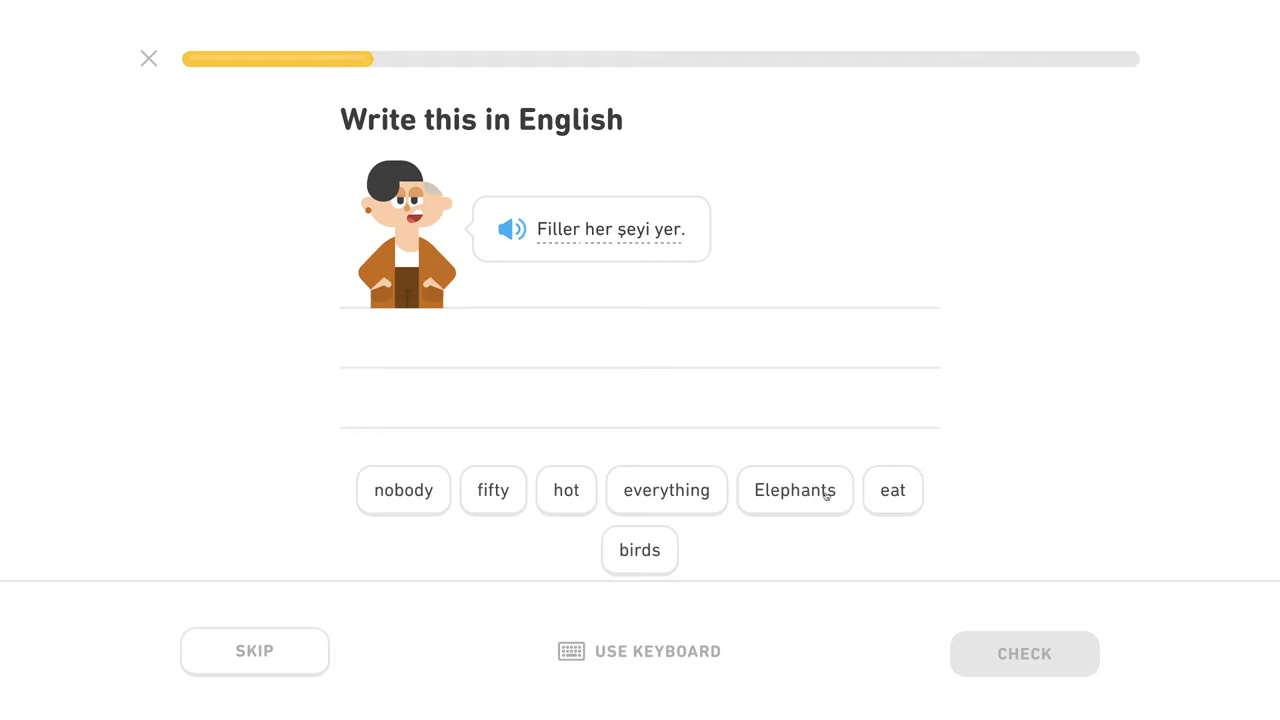 Write this in English
Filler her şeyi yer.
nobody fifty hot everything Elephants eat
birds
SKIP USE KEYBOARD CHECK